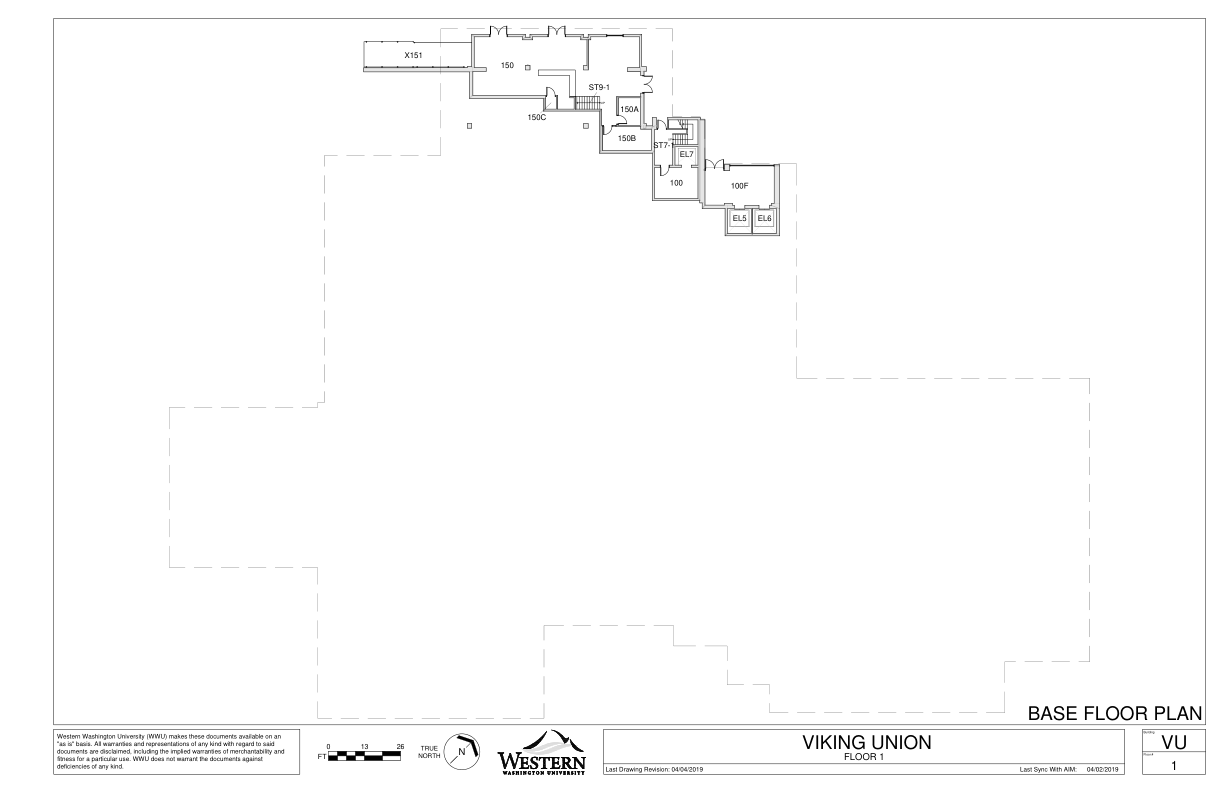 X151
150
ST9-1
150A
150C
150B
ST7-1
EL7
100
100F
EL5
EL6
BASE FLOOR PLAN
Western Washington University (WWU) makes these documents available on an
"as is" basis. All warranties and representations of any kind with regard to said
documents are disclaimed, including the implied warranties of merchantability and
fitness for a particular use. WWU does not warrant the documents against
deficiencies of any kind.
0 13 26
FT
TRUE
NORTH
N
WESTERN
WASHINGTON UNIVERSITY
VIKING UNION
FLOOR 1
Last Drawing Revision: 04/04/2019
Last Sync With AIM: 04/02/2019
VU
1